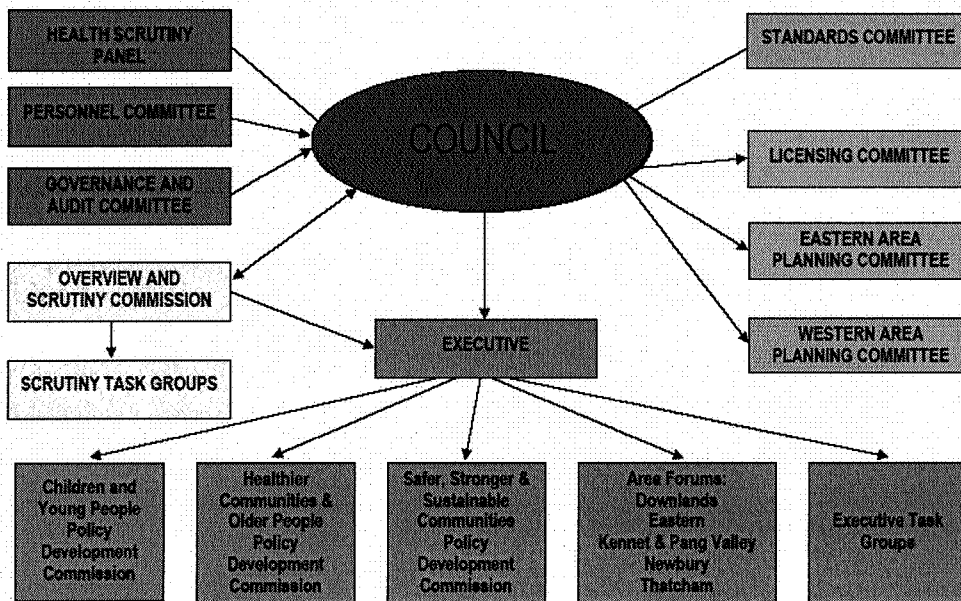 HEALTH SCRUTINY
PANEL
PERSONNEL COMMITTEE
GOVERNANCE AND
AUDIT COMMITTEE
OVERVIEW AND
SCRUTINY COMMISSION
SCRUTINY TASK GROUPS
COUNCIL
EXECUTIVE
STANDARDS COMMITTEE
LICENSING COMMITTEE
EASTERN AREA
PLANNING COMMITTEE
WESTERN AREA
PLANNING COMMITTEE
Children and
Young People
Policy
Development
Commission
Healthier
Communities &
Older People
Policy
Development
Commission
Safer, Stronger &
Sustainable
Communities
Policy
Development
Commission
Area Forums:
Downlands
Eastern
Kennet & Pang Valley
Newbury
Thatcham
Executive Task
Groups